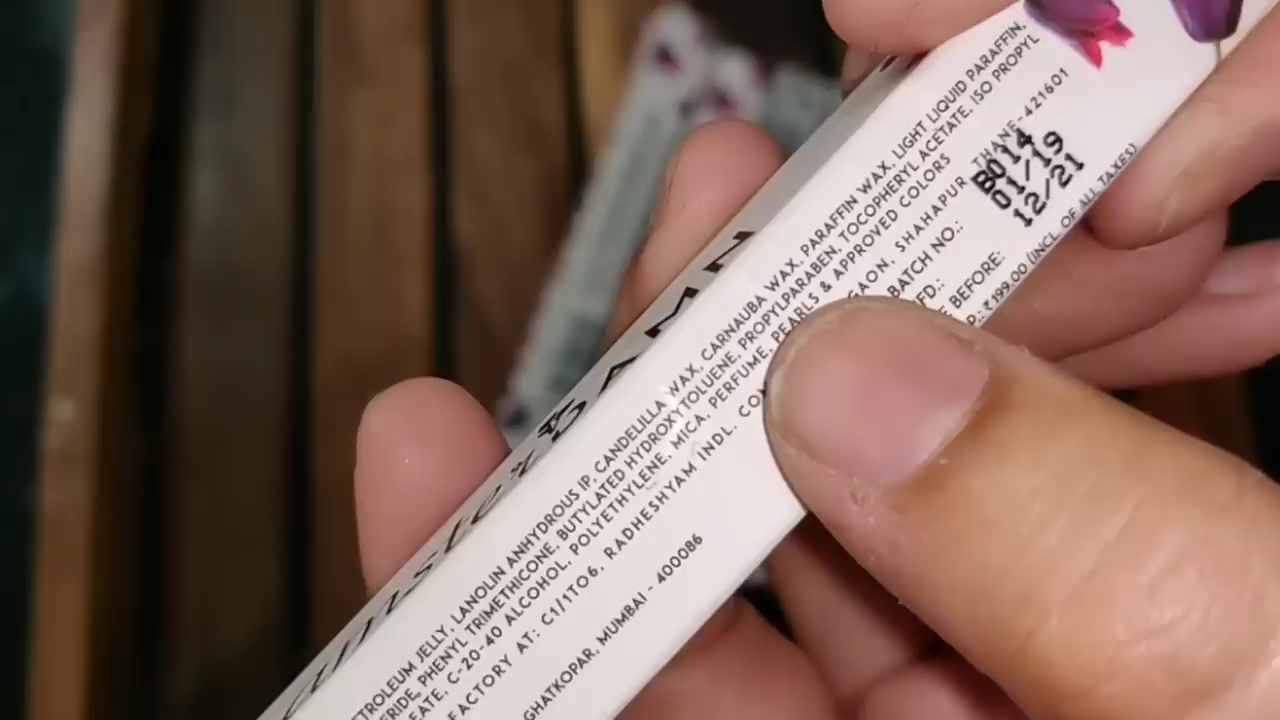 TROLEUM JELLY, LANOLIN ANHYDROUS IP, CANDELILLA WAX, CARNAUBA WAX, PARAFFIN WAX, LIGHT LIQUID PARAFFIN,
RIDE, PHENYL TRIMETHICONE, BUTYLATED HYDROXYTOLUENE, PROPYLPARABEN, TOCOPHERYL ACETATE, ISO PROPYL
EATE, C-20-40 ALCOHOL, POLYETHYLENE, MICA, PERFUME, PEARLS & APPROVED COLORS
FACTORY AT: C1/1TO6, RADHESHYAM INDL. CO GAON, SHAHAPUR THANE-421601
GHATKOPAR, MUMBAI - 400086
BATCH NO.: B014
FD.: 01/19
E BEFORE: 12/21
P.: ₹199.00 (INCL. OF ALL TAXES)